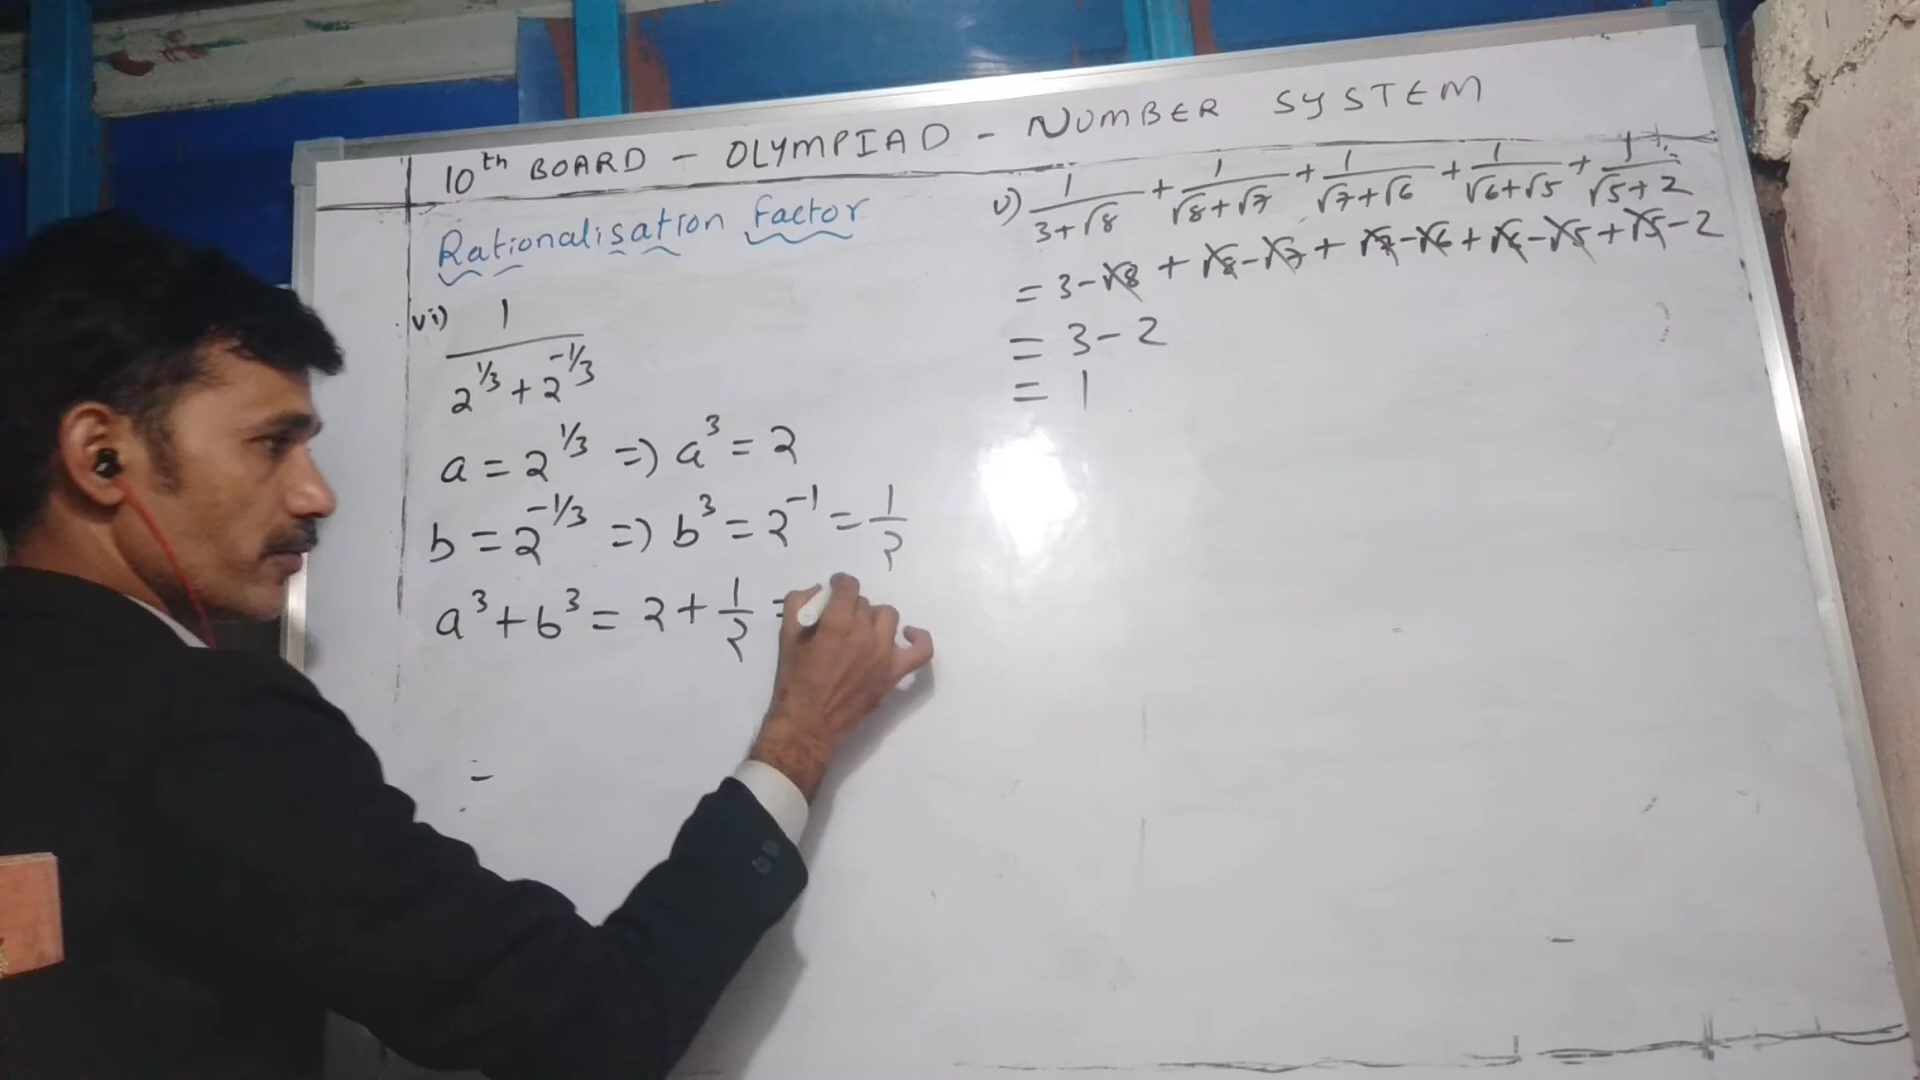 10th BOARD - OLYMPIAD - NUMBER SYSTEM
Rationalisation Factor
vi) 1/(2^1/3 + 2^-1/3)
a = 2^1/3 => a^3 = 2
b = 2^-1/3 => b^3 = 2^-1 = 1/2
a^3 + b^3 = 2 + 1/2 =
v) 1/(3+√8) + 1/(√8+√7) + 1/(√7+√6) + 1/(√6+√5) + 1/(√5+2)
= 3 - √8 + √8 - √7 + √7 - √6 + √6 - √5 + √5 - 2
= 3 - 2
= 1